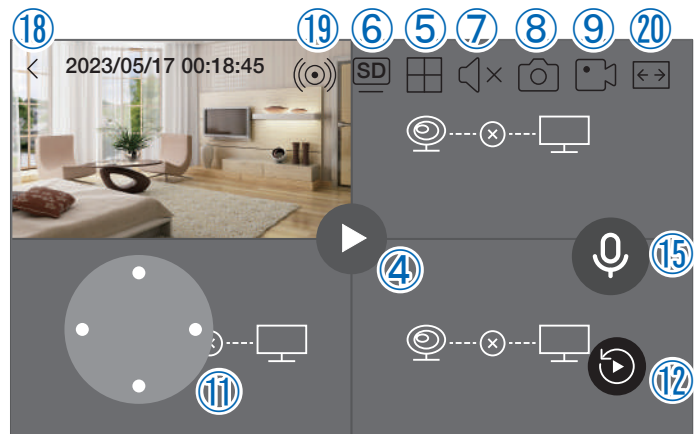 ⑱ ⑲ ⑥ ⑤ ⑦ ⑧ ⑨ ⑳
2023/05/17 00:18:45 SD
④ ⑮
⑪ ⑫